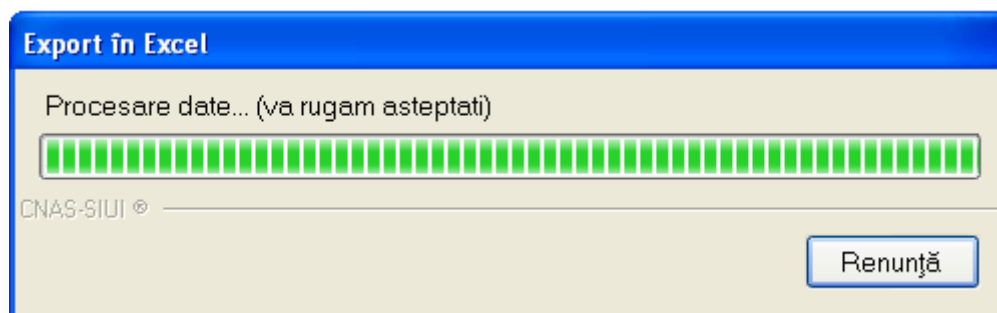 Export în Excel
Procesare date... (va rugam asteptati)
CNAS-SIUI ®
Renunţă